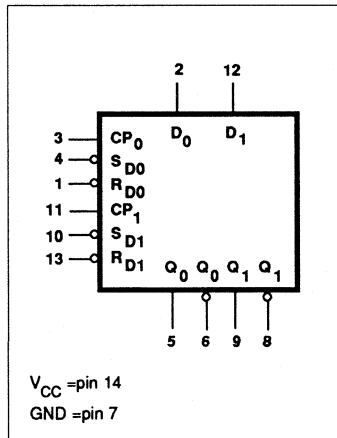 2 12
3 CP0 D0 D1
4 SD0
1 RD0
11 CP1
10 SD1
13 RD1 Q0 Q0 Q1 Q1
5 6 9 8
VCC =pin 14
GND =pin 7